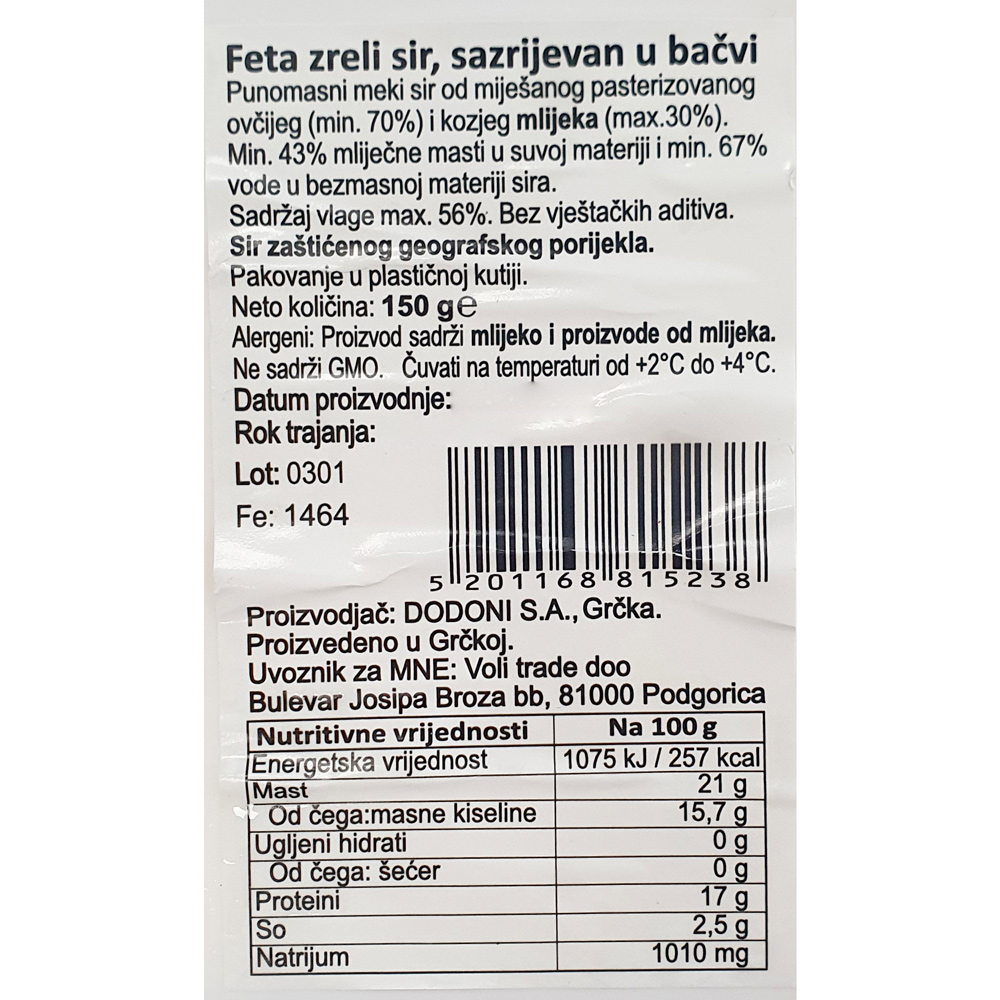 Feta zreli sir, sazrijevan u bačvi
Punomasni meki sir od miješanog pasterizovanog
ovčijeg (min. 70%) i kozjeg mlijeka (max.30%).
Min. 43% mliječne masti u suvoj materiji i min. 67%
vode u bezmasnoj materiji sira.
Sadržaj vlage max. 56%. Bez vještačkih aditiva.
Sir zaštićenog geografskog porijekla.
Pakovanje u plastičnoj kutiji.
Neto količina: 150 g℮
Alergeni: Proizvod sadrži mlijeko i proizvode od mlijeka.
Ne sadrži GMO. Čuvati na temperaturi od +2°C do +4°C.
Datum proizvodnje:
Rok trajanja:
Lot: 0301
Fe: 1464
5 201168 815238
Proizvodjač: DODONI S.A., Grčka.
Proizvedeno u Grčkoj.
Uvoznik za MNE: Voli trade doo
Bulevar Josipa Broza bb, 81000 Podgorica
Nutritivne vrijednosti Na 100 g
Energetska vrijednost 1075 kJ / 257 kcal
Mast 21 g
Od čega:masne kiseline 15,7 g
Ugljeni hidrati 0 g
Od čega: šećer 0 g
Proteini 17 g
So 2,5 g
Natrijum 1010 mg